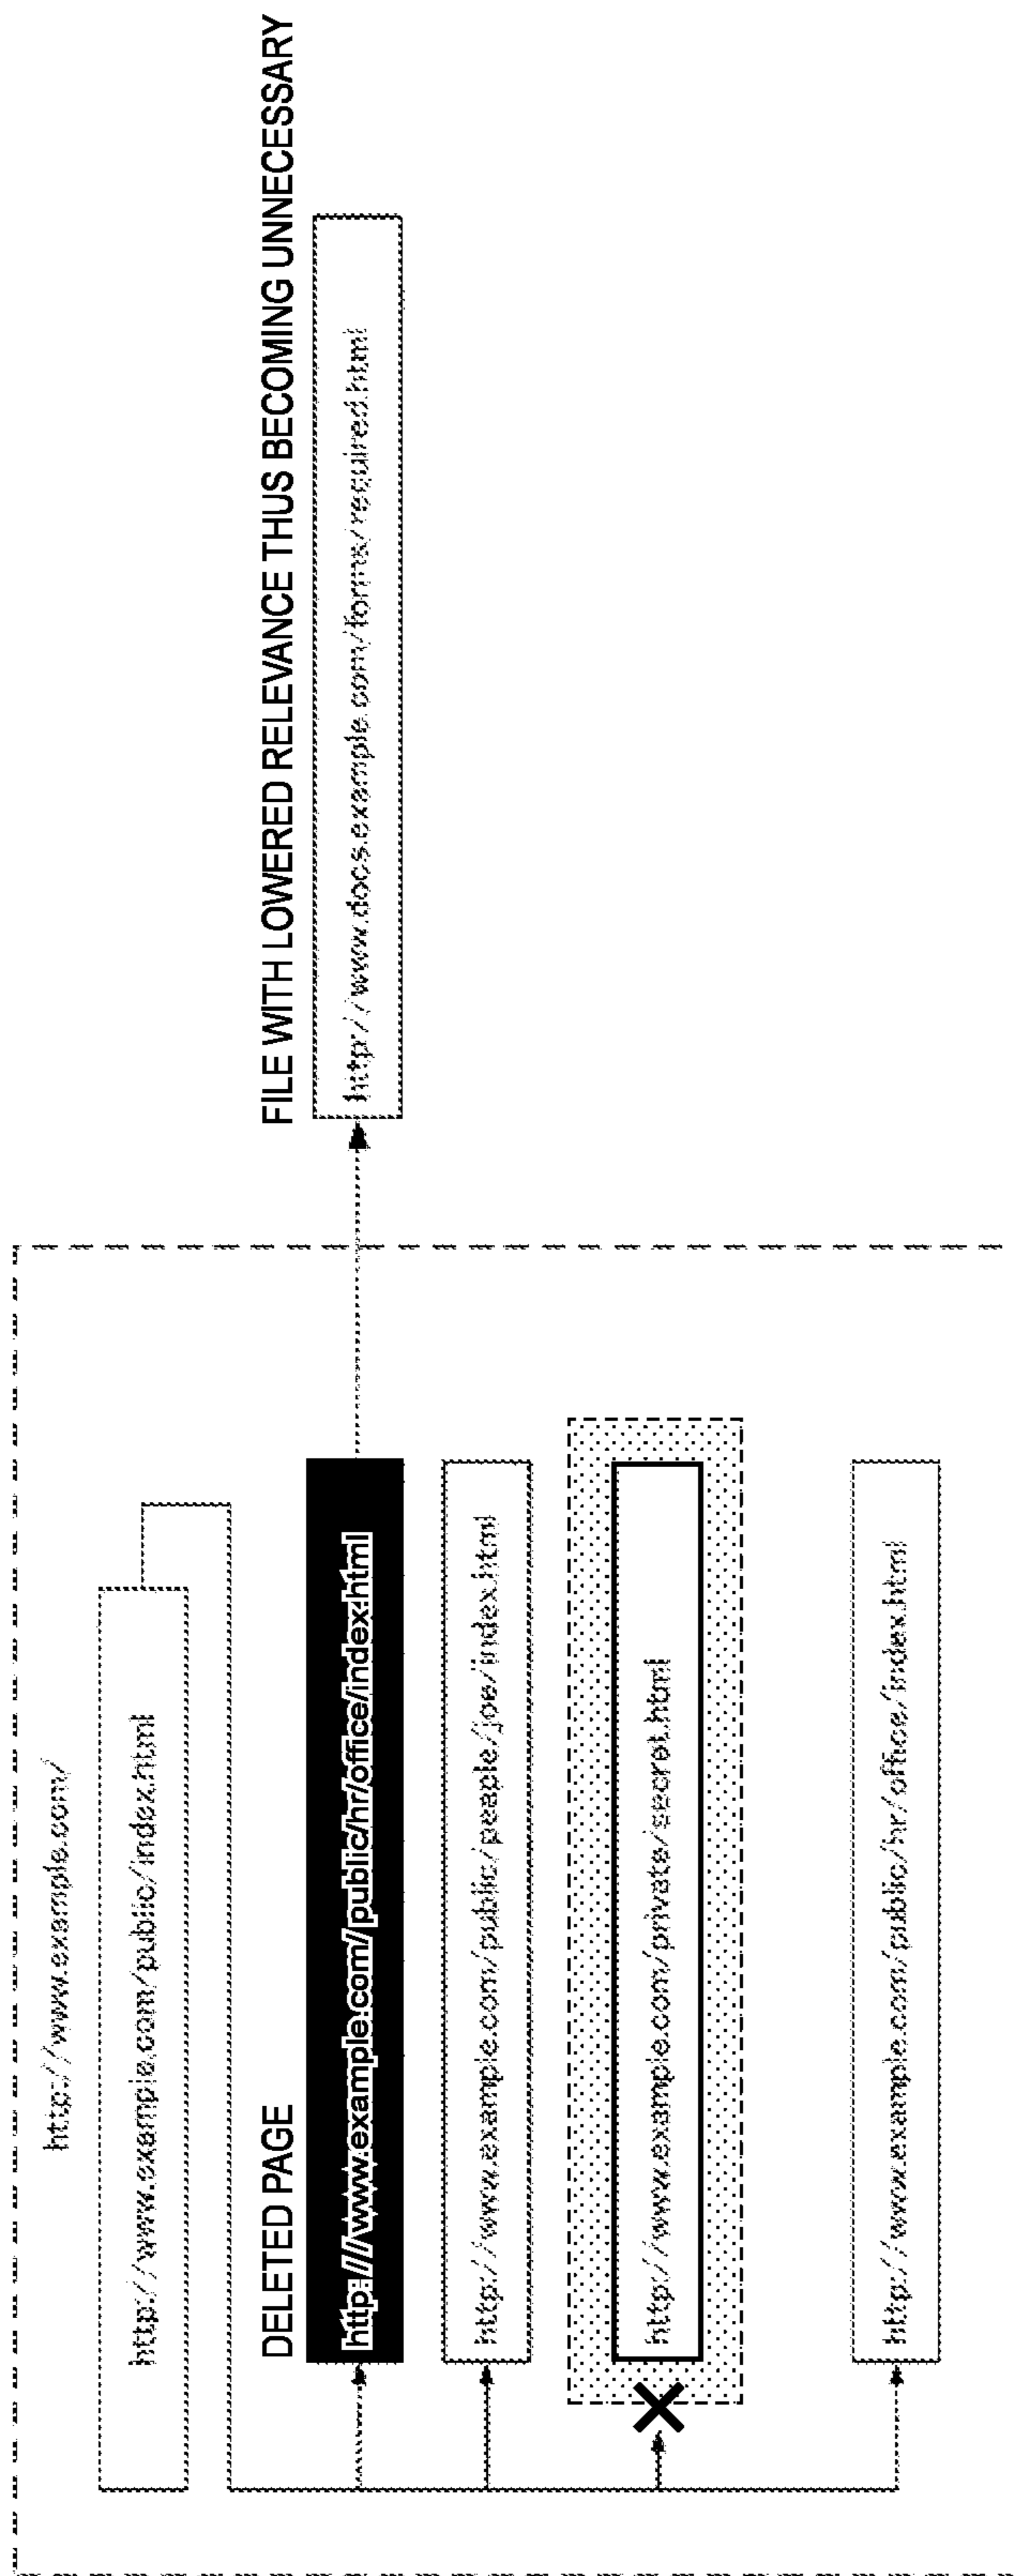 http://www.example.com/
http://www.example.com/public/index.html
DELETED PAGE
http://www.example.com/public/hr/office/index.html
FILE WITH LOWERED RELEVANCE THUS BECOMING UNNECESSARY
http://www.docs.example.com/forms/required.html
http://www.example.com/public/people/joe/index.html
http://www.example.com/private/secret.html
http://www.example.com/public/hr/office/index.html